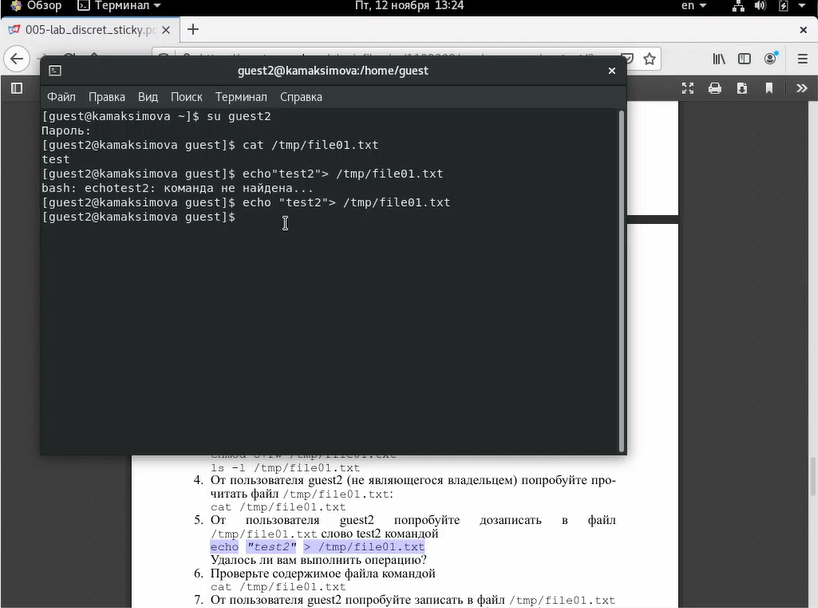 Обзор Терминал Пт, 12 ноября 13:24 en
005-lab_discret_sticky.pd
guest2@kamaksimova:/home/guest
Файл Правка Вид Поиск Терминал Справка
[guest@kamaksimova ~]$ su guest2
Пароль:
[guest2@kamaksimova guest]$ cat /tmp/file01.txt
test
[guest2@kamaksimova guest]$ echo"test2"> /tmp/file01.txt
bash: echotest2: команда не найдена...
[guest2@kamaksimova guest]$ echo "test2"> /tmp/file01.txt
[guest2@kamaksimova guest]$
ls -l /tmp/file01.txt
4. От пользователя guest2 (не являющегося владельцем) попробуйте про-
читать файл /tmp/file01.txt:
cat /tmp/file01.txt
5. От пользователя guest2 попробуйте дозаписать в файл
/tmp/file01.txt слово test2 командой
echo "test2" > /tmp/file01.txt
Удалось ли вам выполнить операцию?
6. Проверьте содержимое файла командой
cat /tmp/file01.txt
7. От пользователя guest2 попробуйте записать в файл /tmp/file01.txt